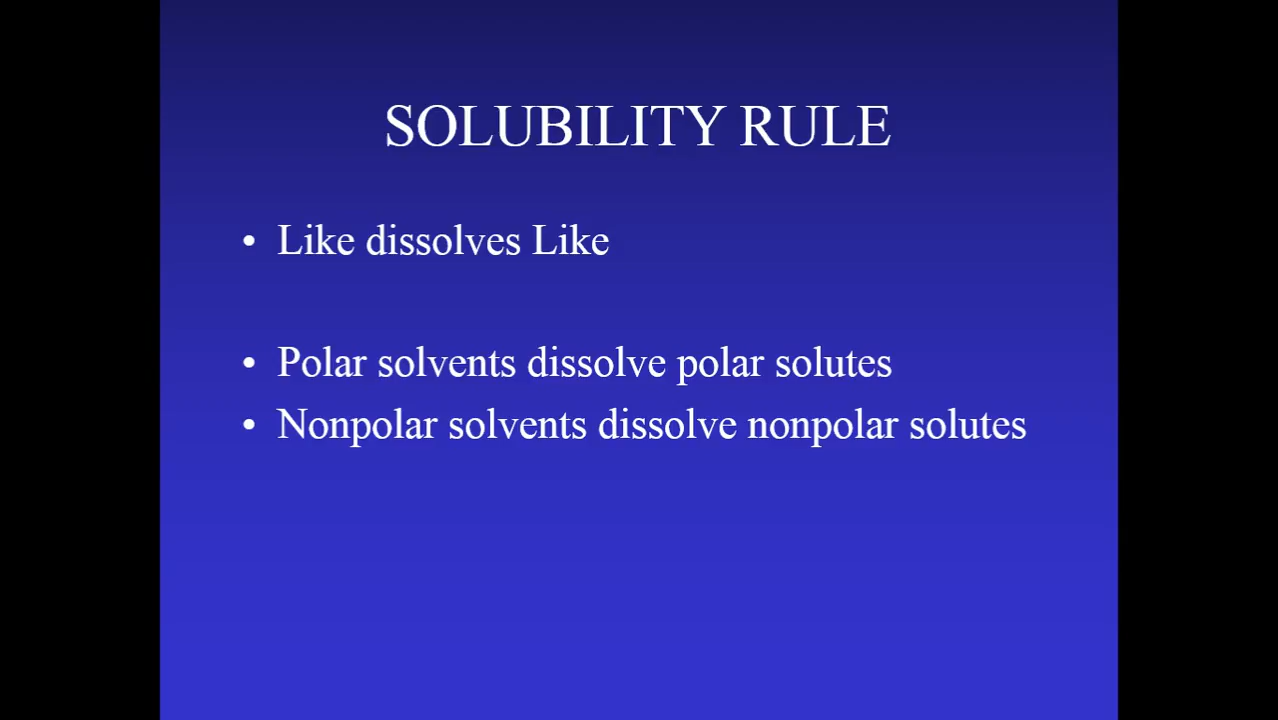 SOLUBILITY RULE
• Like dissolves Like
• Polar solvents dissolve polar solutes
• Nonpolar solvents dissolve nonpolar solutes